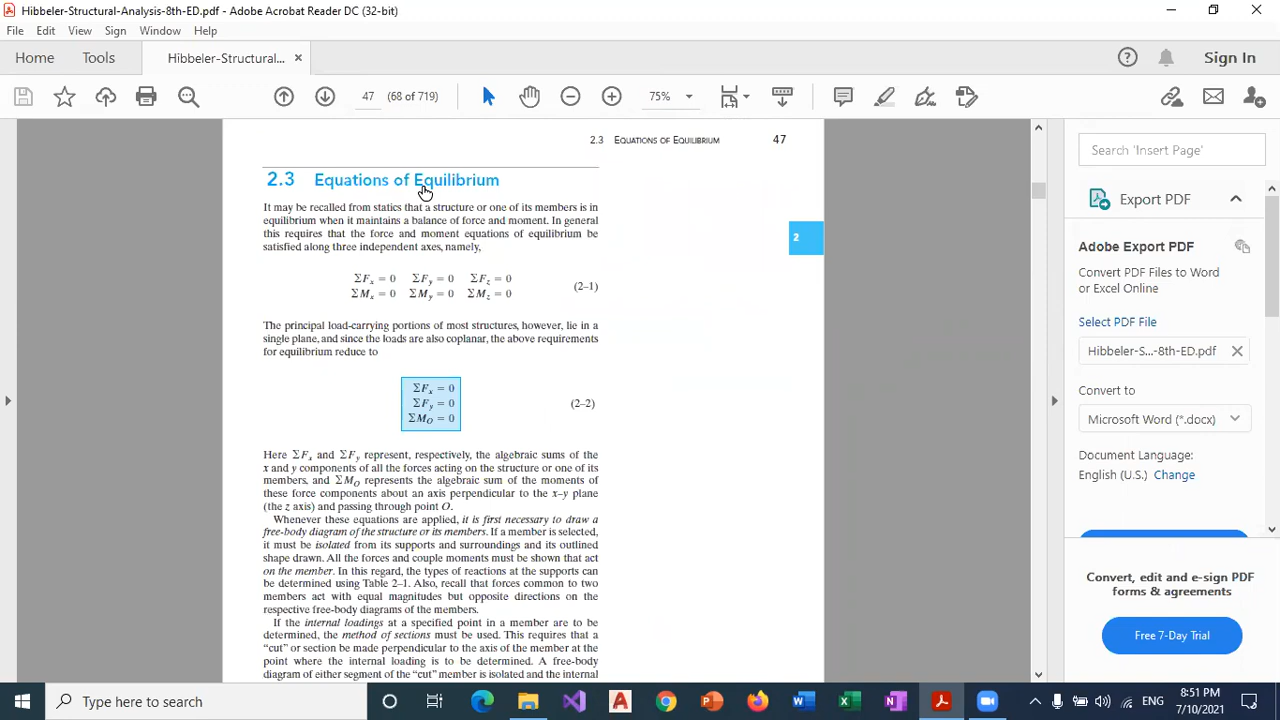 Hibbeler-Structural-Analysis-8th-ED.pdf - Adobe Acrobat Reader DC (32-bit)
File Edit View Sign Window Help
Home Tools Hibbeler-Structural... × Sign In
47 (68 of 719) 75%
2.3 EQUATIONS OF EQUILIBRIUM 47
2.3 Equations of Equilibrium
It may be recalled from statics that a structure or one of its members is in
equilibrium when it maintains a balance of force and moment. In general
this requires that the force and moment equations of equilibrium be
satisfied along three independent axes, namely,
2
ΣFx = 0 ΣFy = 0 ΣFz = 0
ΣMx = 0 ΣMy = 0 ΣMz = 0
(2–1)
The principal load-carrying portions of most structures, however, lie in a
single plane, and since the loads are also coplanar, the above requirements
for equilibrium reduce to
ΣFx = 0
ΣFy = 0
ΣMO = 0
(2–2)
Here ΣFx and ΣFy represent, respectively, the algebraic sums of the
x and y components of all the forces acting on the structure or one of its
members, and ΣMO represents the algebraic sum of the moments of
these force components about an axis perpendicular to the x–y plane
(the z axis) and passing through point O.
Whenever these equations are applied, it is first necessary to draw a
free-body diagram of the structure or its members. If a member is selected,
it must be isolated from its supports and surroundings and its outlined
shape drawn. All the forces and couple moments must be shown that act
on the member. In this regard, the types of reactions at the supports can
be determined using Table 2–1. Also, recall that forces common to two
members act with equal magnitudes but opposite directions on the
respective free-body diagrams of the members.
If the internal loadings at a specified point in a member are to be
determined, the method of sections must be used. This requires that a
“cut” or section be made perpendicular to the axis of the member at the
point where the internal loading is to be determined. A free-body
diagram of either segment of the “cut” member is isolated and the internal
Search 'Insert Page'
Export PDF
Adobe Export PDF
Convert PDF Files to Word
or Excel Online
Select PDF File
Hibbeler-S...-8th-ED.pdf
Convert to
Microsoft Word (*.docx)
Document Language:
English (U.S.) Change
Convert, edit and e-sign PDF
forms & agreements
Free 7-Day Trial
Type here to search
ENG
8:51 PM
7/10/2021